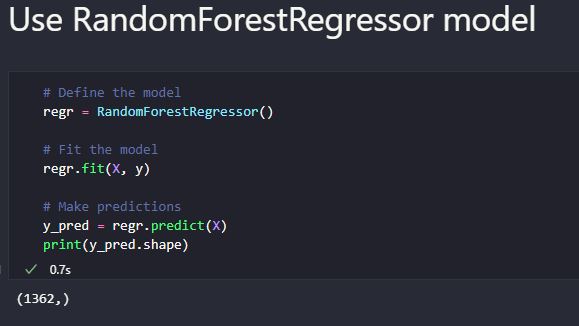 Use RandomForestRegressor model
# Define the model
regr = RandomForestRegressor()
# Fit the model
regr.fit(X, y)
# Make predictions
y_pred = regr.predict(X)
print(y_pred.shape)
✓ 0.7s
(1362,)